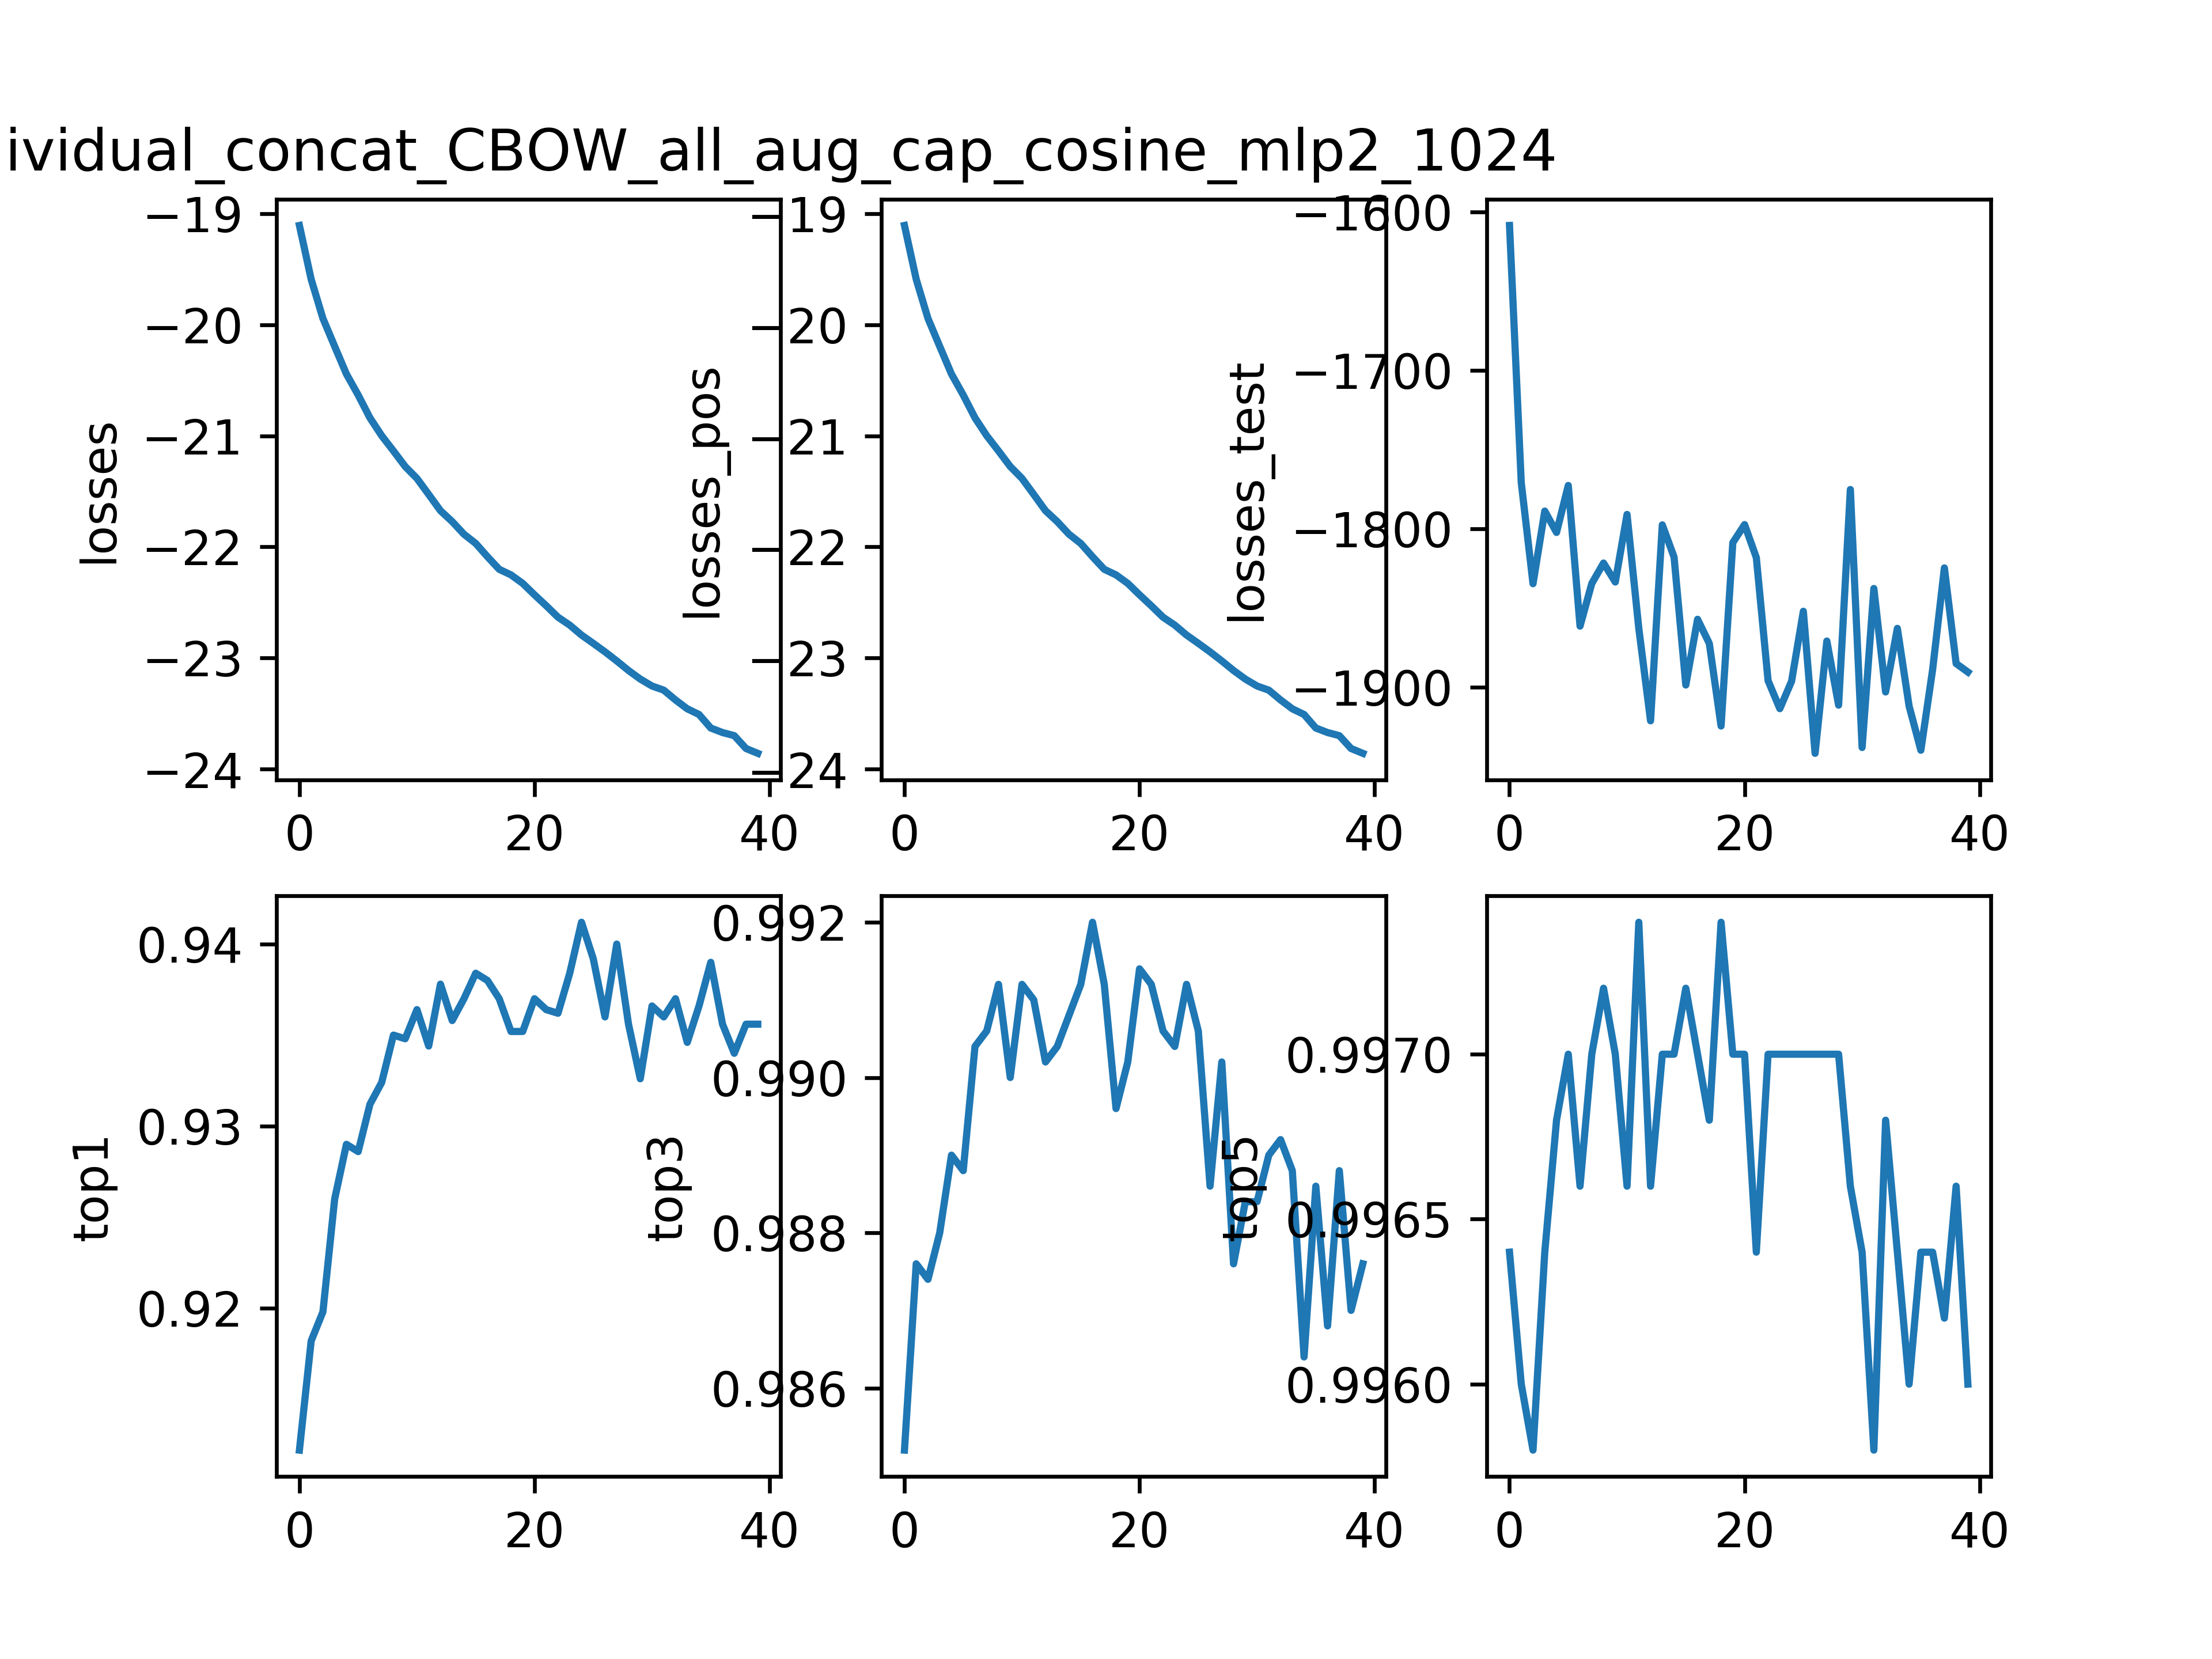 ividual_concat_CBOW_all_aug_cap_cosine_mlp2_1024
losses
−19
−20
−21
−22
−23
−24
0 20 40
losses_pos
−19
−20
−21
−22
−23
−24
0 20 40
losses_test
−1600
−1700
−1800
−1900
0 20 40
top1
0.94
0.93
0.92
0 20 40
top3
0.992
0.990
0.988
0.986
0 20 40
top5
0.9970
0.9965
0.9960
0 20 40